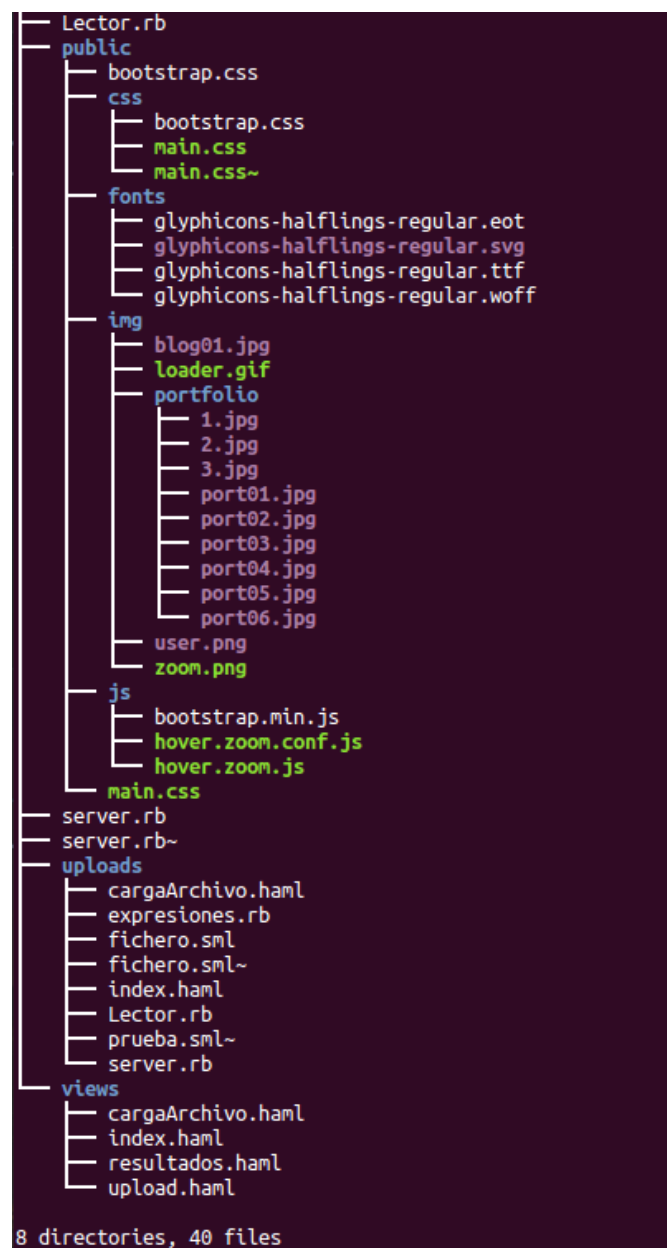 Lector.rb
public
bootstrap.css
css
bootstrap.css
main.css
main.css~
fonts
glyphicons-halflings-regular.eot
glyphicons-halflings-regular.svg
glyphicons-halflings-regular.ttf
glyphicons-halflings-regular.woff
img
blog01.jpg
loader.gif
portfolio
1.jpg
2.jpg
3.jpg
port01.jpg
port02.jpg
port03.jpg
port04.jpg
port05.jpg
port06.jpg
user.png
zoom.png
js
bootstrap.min.js
hover.zoom.conf.js
hover.zoom.js
main.css
server.rb
server.rb~
uploads
cargaArchivo.haml
expresiones.rb
fichero.sml
fichero.sml~
index.haml
Lector.rb
prueba.sml~
server.rb
views
cargaArchivo.haml
index.haml
resultados.haml
upload.haml
8 directories, 40 files